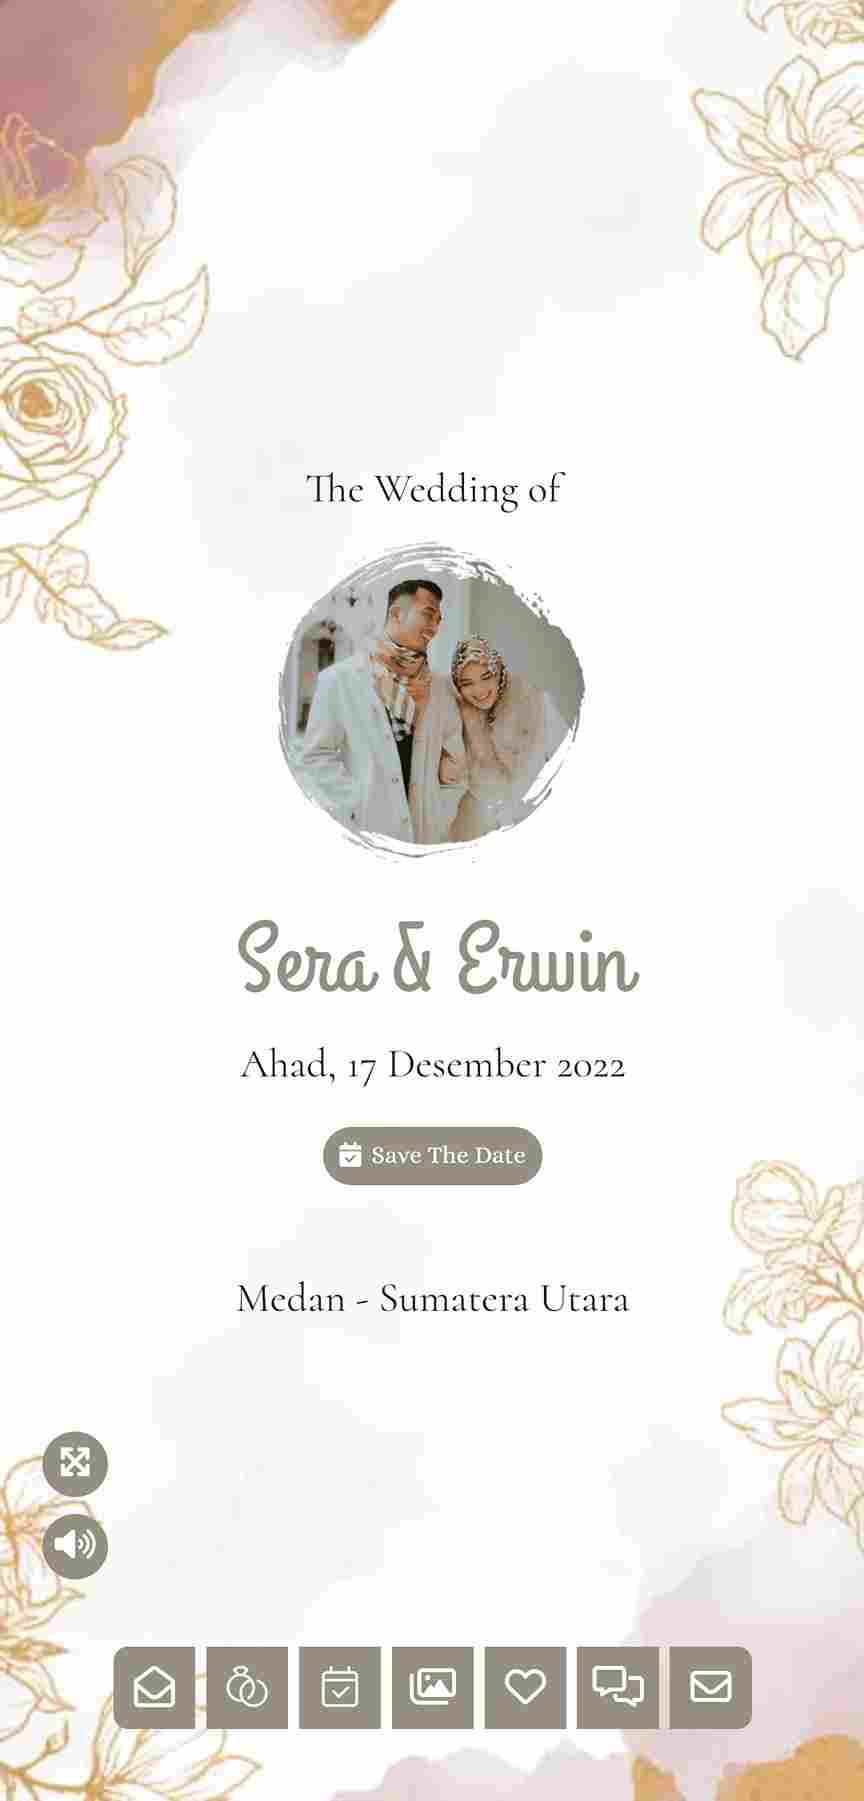 The Wedding of
Sera & Erwin
Ahad, 17 Desember 2022
Save The Date
Medan - Sumatera Utara